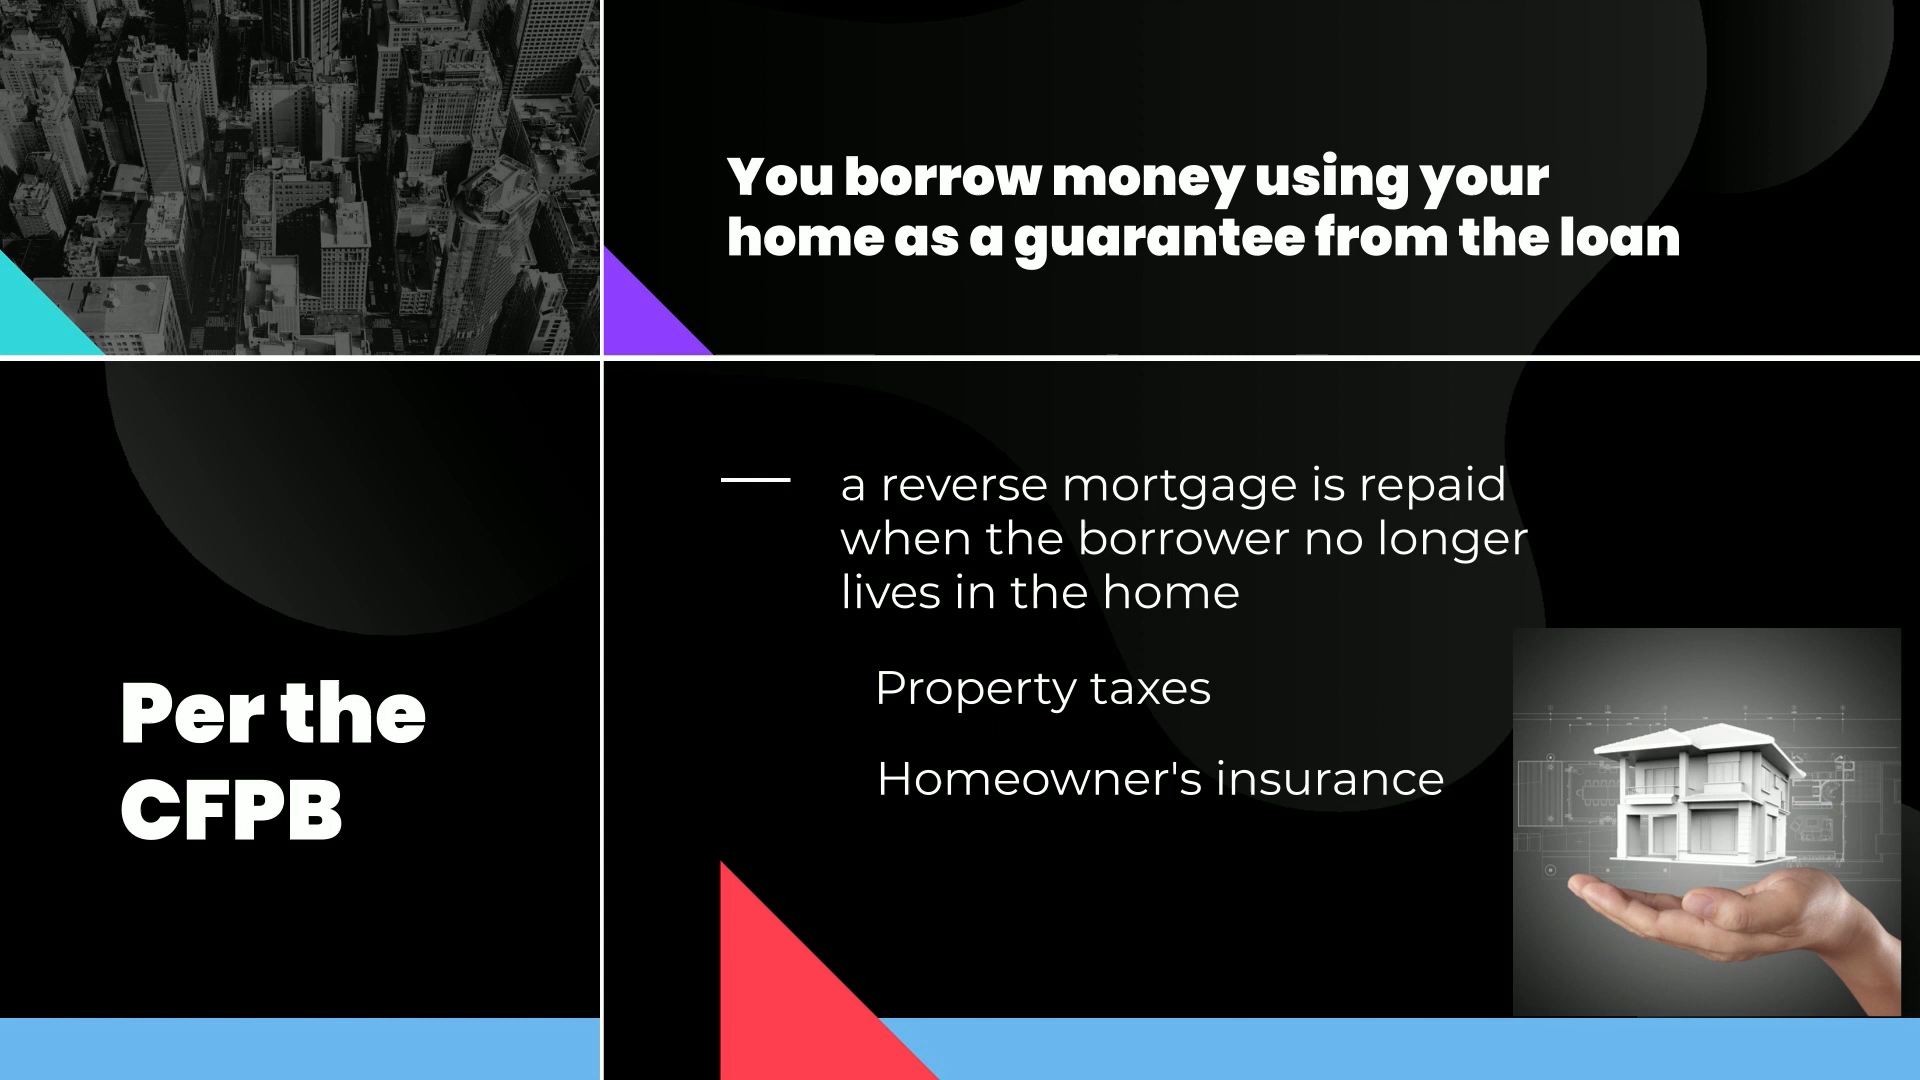 You borrow money using your
home as a guarantee from the loan
Per the
CFPB
a reverse mortgage is repaid
when the borrower no longer
lives in the home
Property taxes
Homeowner's insurance